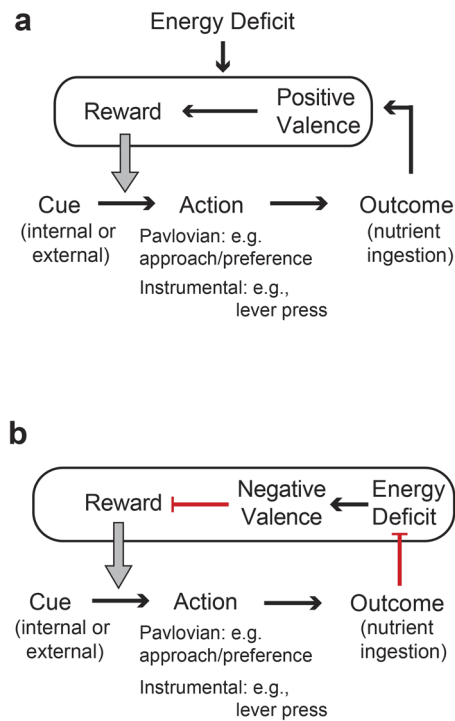 a
Energy Deficit
Reward
Positive
Valence
Cue
(internal or
external)
Action
Pavlovian: e.g.
approach/preference
Instrumental: e.g.,
lever press
Outcome
(nutrient
ingestion)
b
Reward
Negative
Valence
Energy
Deficit
Cue
(internal or
external)
Action
Pavlovian: e.g.
approach/preference
Instrumental: e.g.,
lever press
Outcome
(nutrient
ingestion)